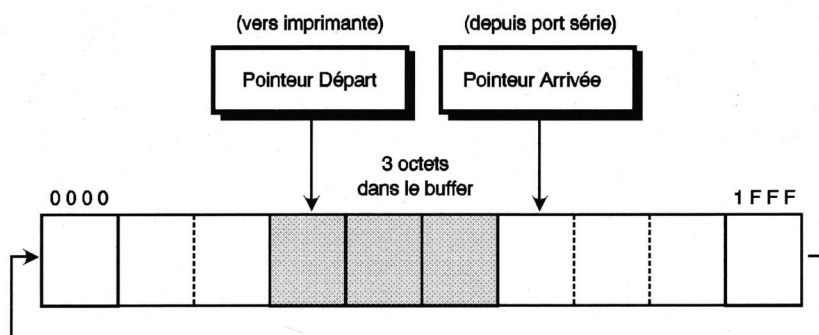 (vers imprimante)
(depuis port série)
Pointeur Départ
Pointeur Arrivée
3 octets
dans le buffer
0000
1FFF